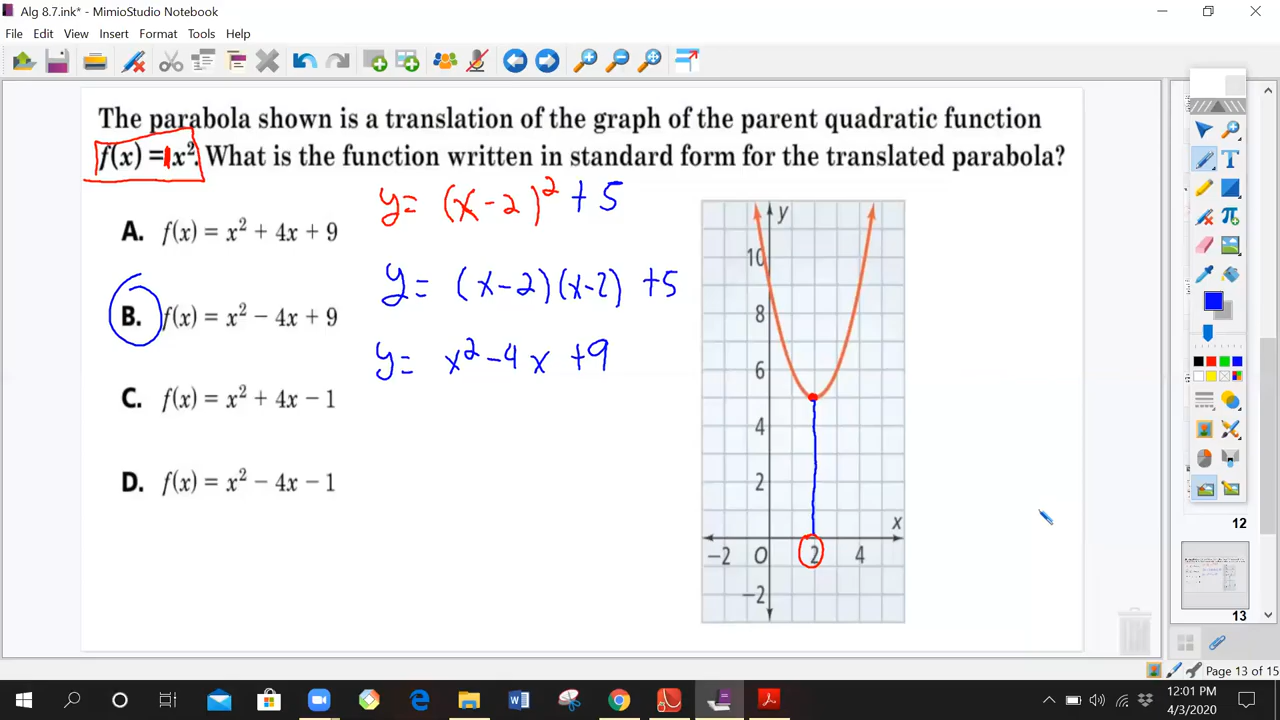 Alg 8.7.ink* - MimioStudio Notebook
File Edit View Insert Format Tools Help
The parabola shown is a translation of the graph of the parent quadratic function
f(x) = 1x². What is the function written in standard form for the translated parabola?
y = (x - 2)² + 5
A. f(x) = x² + 4x + 9
y = (x - 2)(x - 2) + 5
B. f(x) = x² − 4x + 9
y = x² - 4x + 9
C. f(x) = x² + 4x − 1
D. f(x) = x² − 4x − 1
y
10
8
6
4
2
x
−2 O 2 4
−2
12
13
Page 13 of 15
12:01 PM
4/3/2020